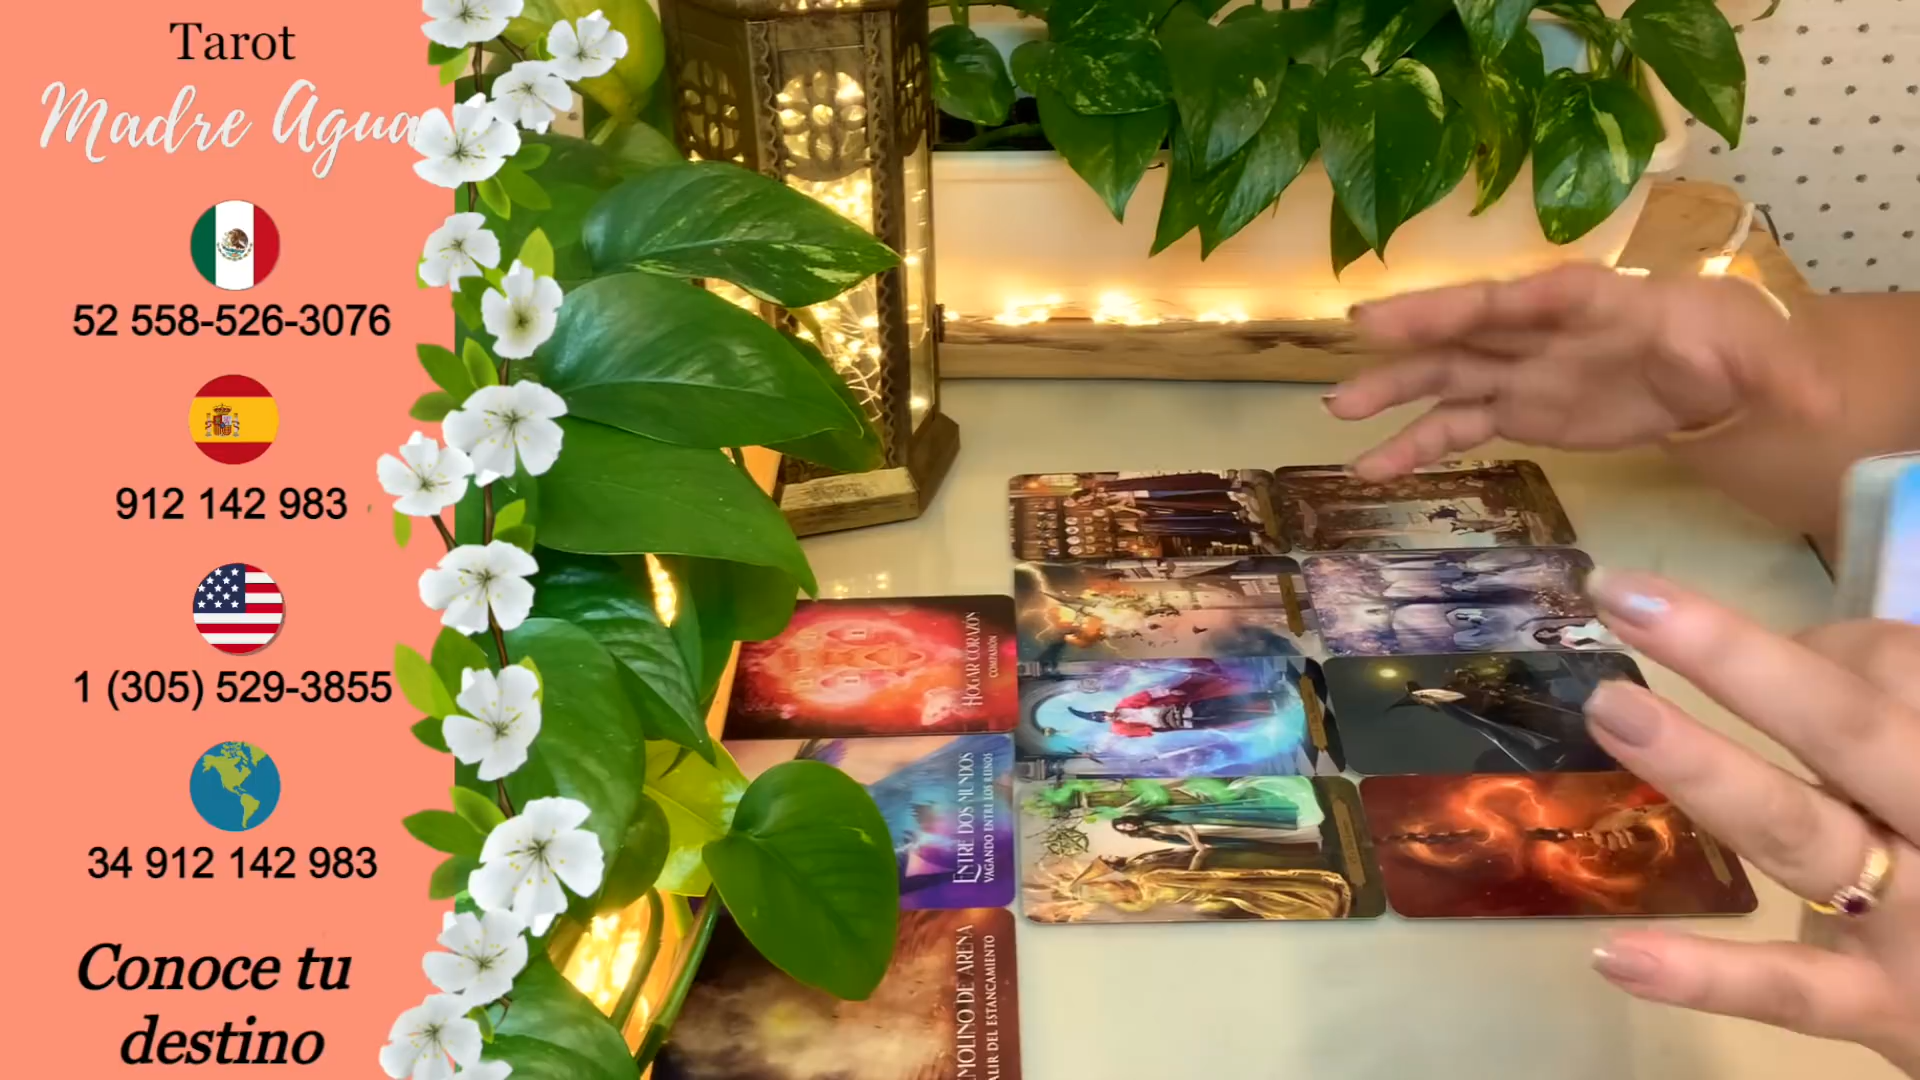 Tarot
Madre Agua
52 558-526-3076
912 142 983
1 (305) 529-3855
34 912 142 983
Conoce tu
destino
HOGAR CORAZÓN
COMPASIÓN
ENTRE DOS MUNDOS
VAGANDO ENTRE LOS REINOS
EMOLINO DE ARENA
ALIR DEL ESTANCAMIENTO